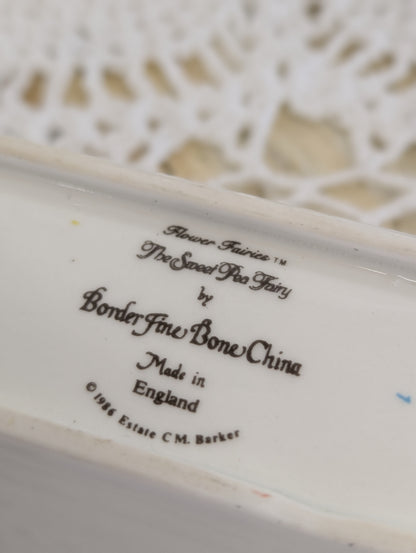 Flower Fairies™
The Sweet Pea Fairy
by
Border Fine Bone China
Made in
England
© 1986 Estate C M. Barker